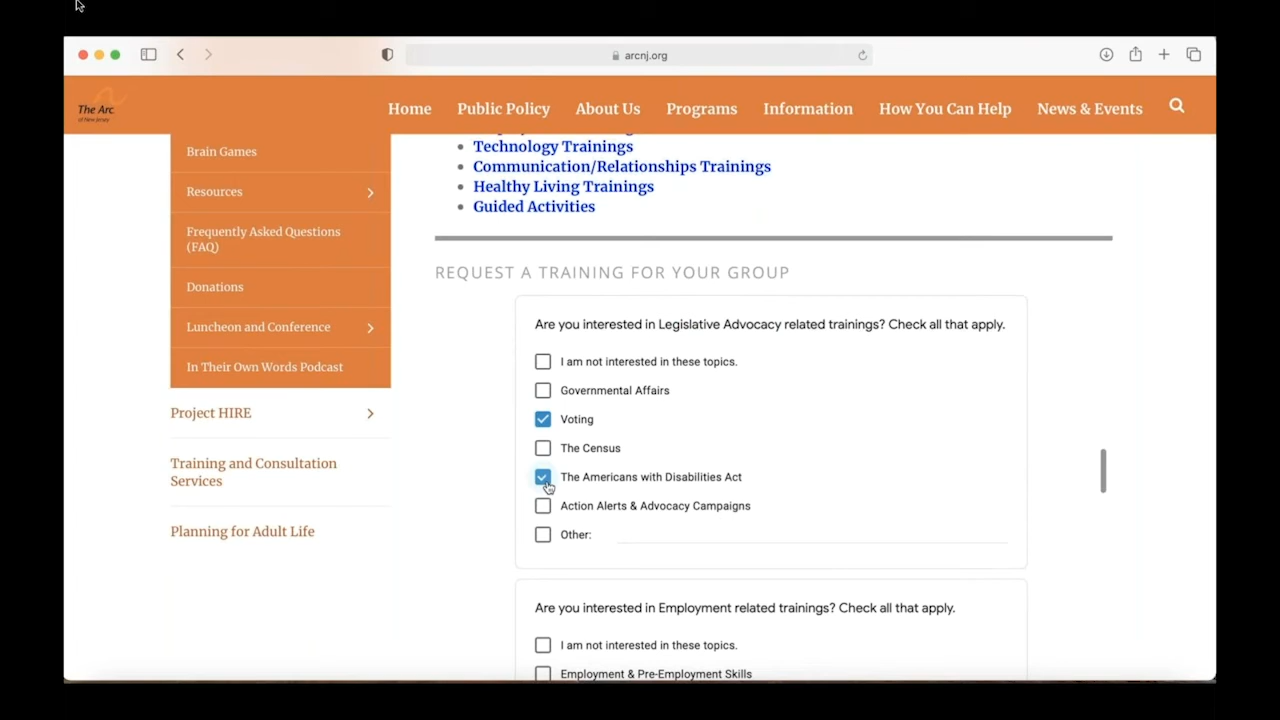 arcnj.org
The Arc
of New Jersey
Home Public Policy About Us Programs Information How You Can Help News & Events
Brain Games
Resources
Frequently Asked Questions
(FAQ)
Donations
Luncheon and Conference
In Their Own Words Podcast
Project HIRE
Training and Consultation
Services
Planning for Adult Life
Technology Trainings
Communication/Relationships Trainings
Healthy Living Trainings
Guided Activities
REQUEST A TRAINING FOR YOUR GROUP
Are you interested in Legislative Advocacy related trainings? Check all that apply.
I am not interested in these topics.
Governmental Affairs
Voting
The Census
The Americans with Disabilities Act
Action Alerts & Advocacy Campaigns
Other:
Are you interested in Employment related trainings? Check all that apply.
I am not interested in these topics.
Employment & Pre-Employment Skills